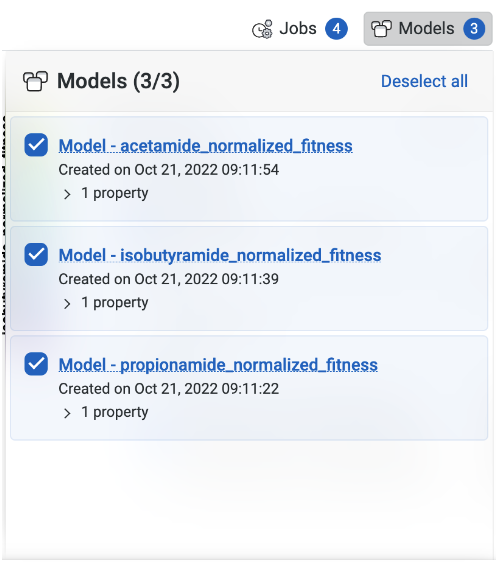 Jobs 4 Models 3
Models (3/3) Deselect all
Model - acetamide_normalized_fitness
Created on Oct 21, 2022 09:11:54
1 property
Model - isobutyramide_normalized_fitness
Created on Oct 21, 2022 09:11:39
1 property
Model - propionamide_normalized_fitness
Created on Oct 21, 2022 09:11:22
1 property